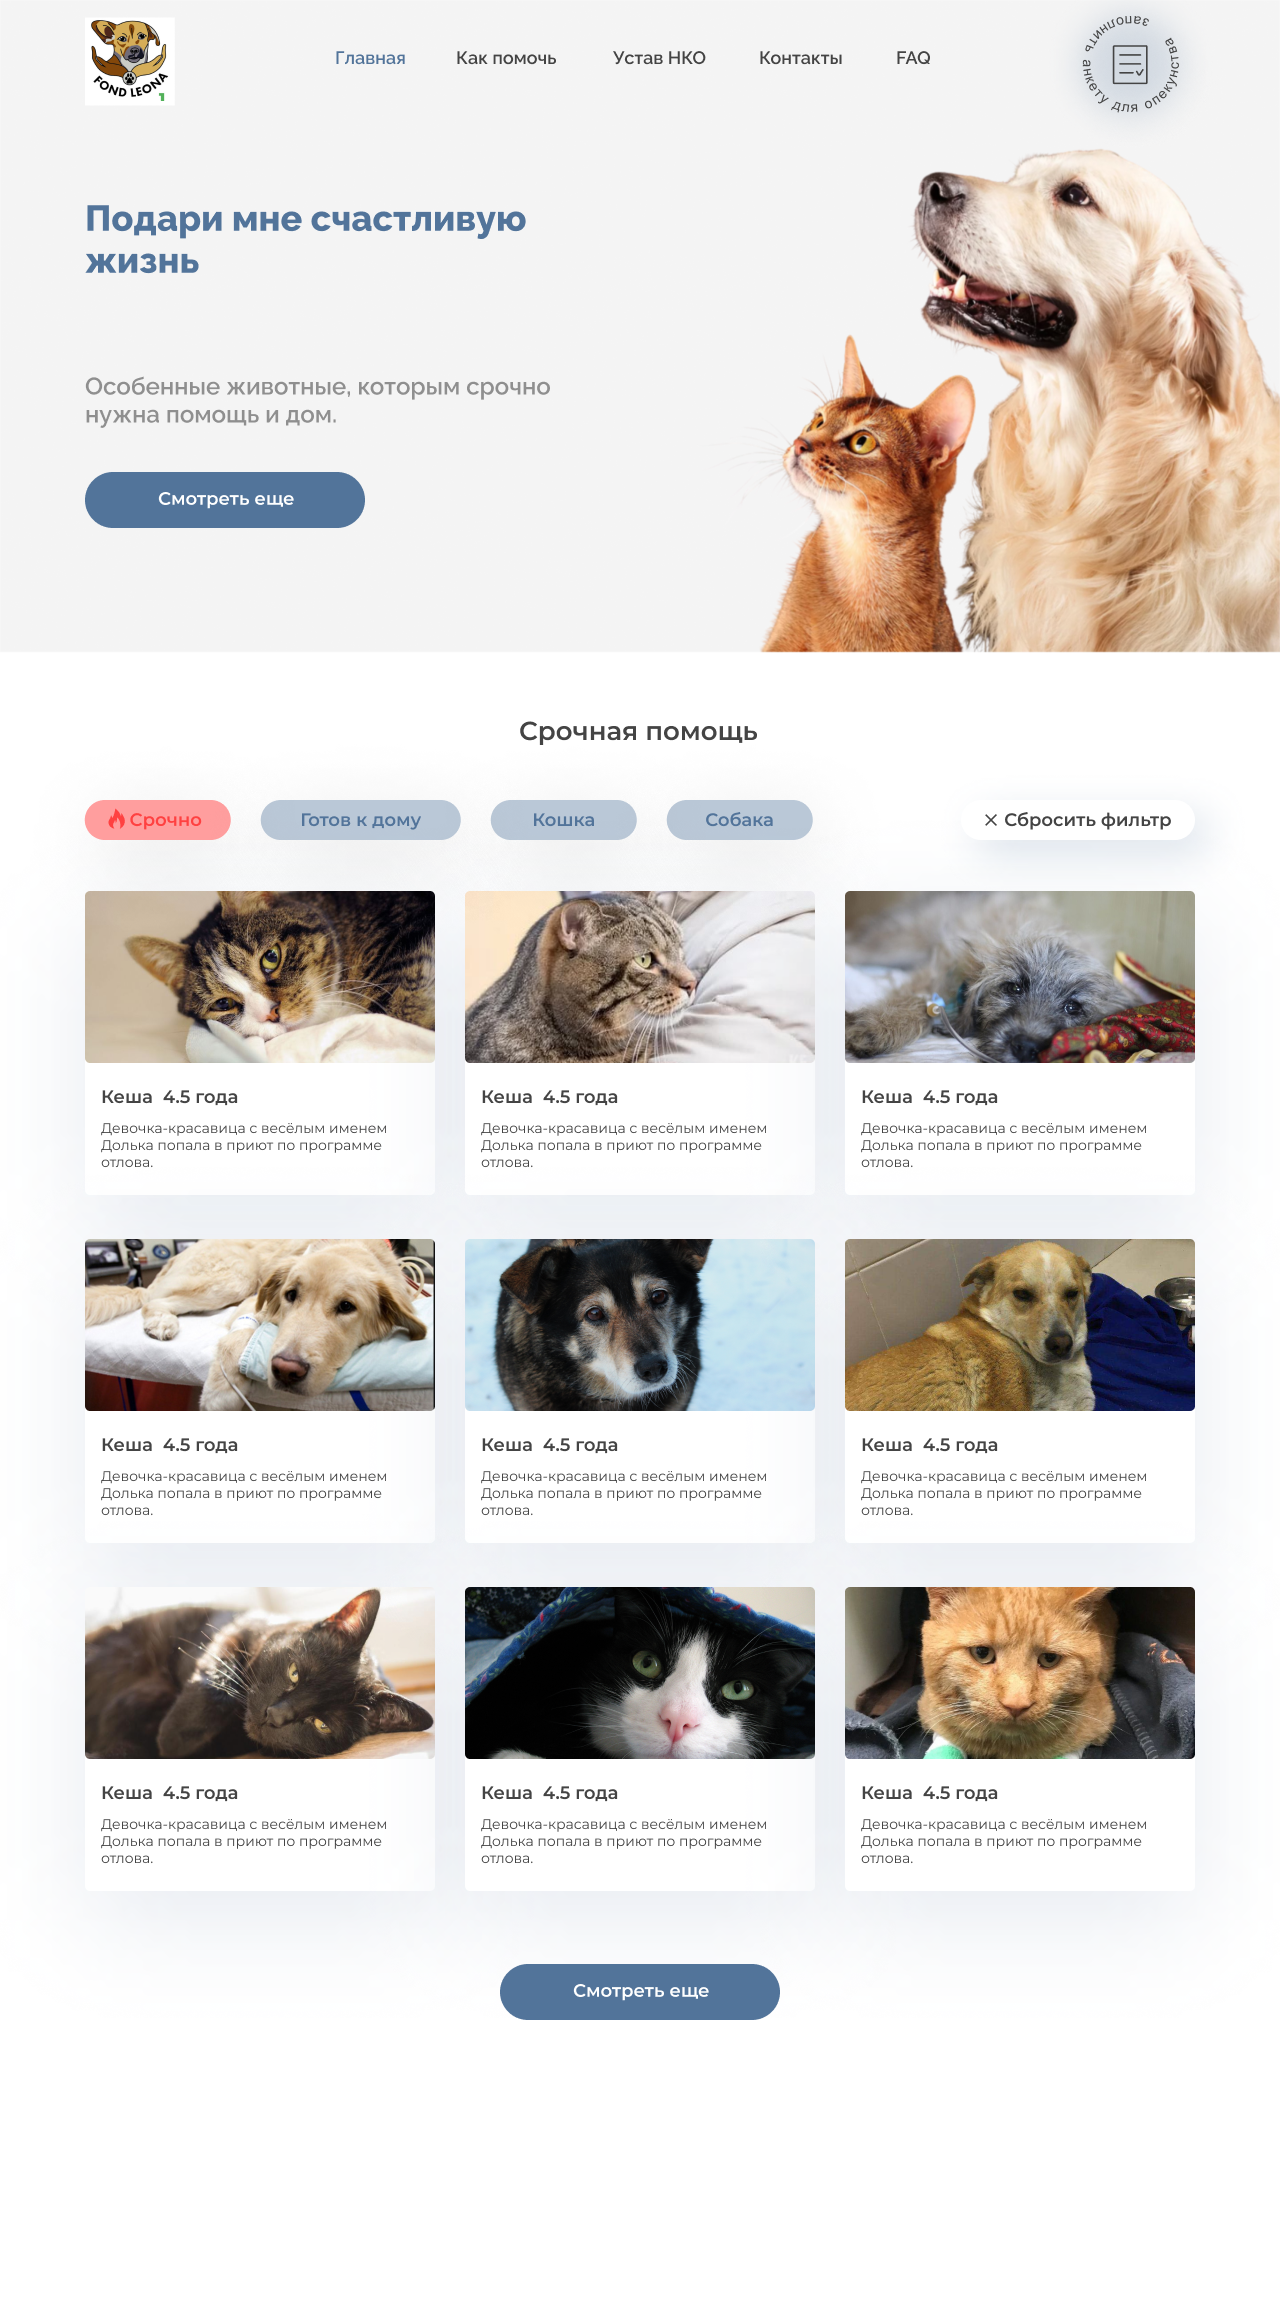 FOND LEONA
1
Главная
Как помочь
Устав НКО
Контакты
FAQ
заполнить анкету для опекунства
Подари мне счастливую
жизнь
Особенные животные, которым срочно
нужна помощь и дом.
Смотреть еще
Срочная помощь
Срочно
Готов к дому
Кошка
Собака
Сбросить фильтр
Кеша 4.5 года
Девочка-красавица с весёлым именем
Долька попала в приют по программе
отлова.
Кеша 4.5 года
Девочка-красавица с весёлым именем
Долька попала в приют по программе
отлова.
Кеша 4.5 года
Девочка-красавица с весёлым именем
Долька попала в приют по программе
отлова.
Кеша 4.5 года
Девочка-красавица с весёлым именем
Долька попала в приют по программе
отлова.
Кеша 4.5 года
Девочка-красавица с весёлым именем
Долька попала в приют по программе
отлова.
Кеша 4.5 года
Девочка-красавица с весёлым именем
Долька попала в приют по программе
отлова.
Кеша 4.5 года
Девочка-красавица с весёлым именем
Долька попала в приют по программе
отлова.
Кеша 4.5 года
Девочка-красавица с весёлым именем
Долька попала в приют по программе
отлова.
Кеша 4.5 года
Девочка-красавица с весёлым именем
Долька попала в приют по программе
отлова.
Смотреть еще